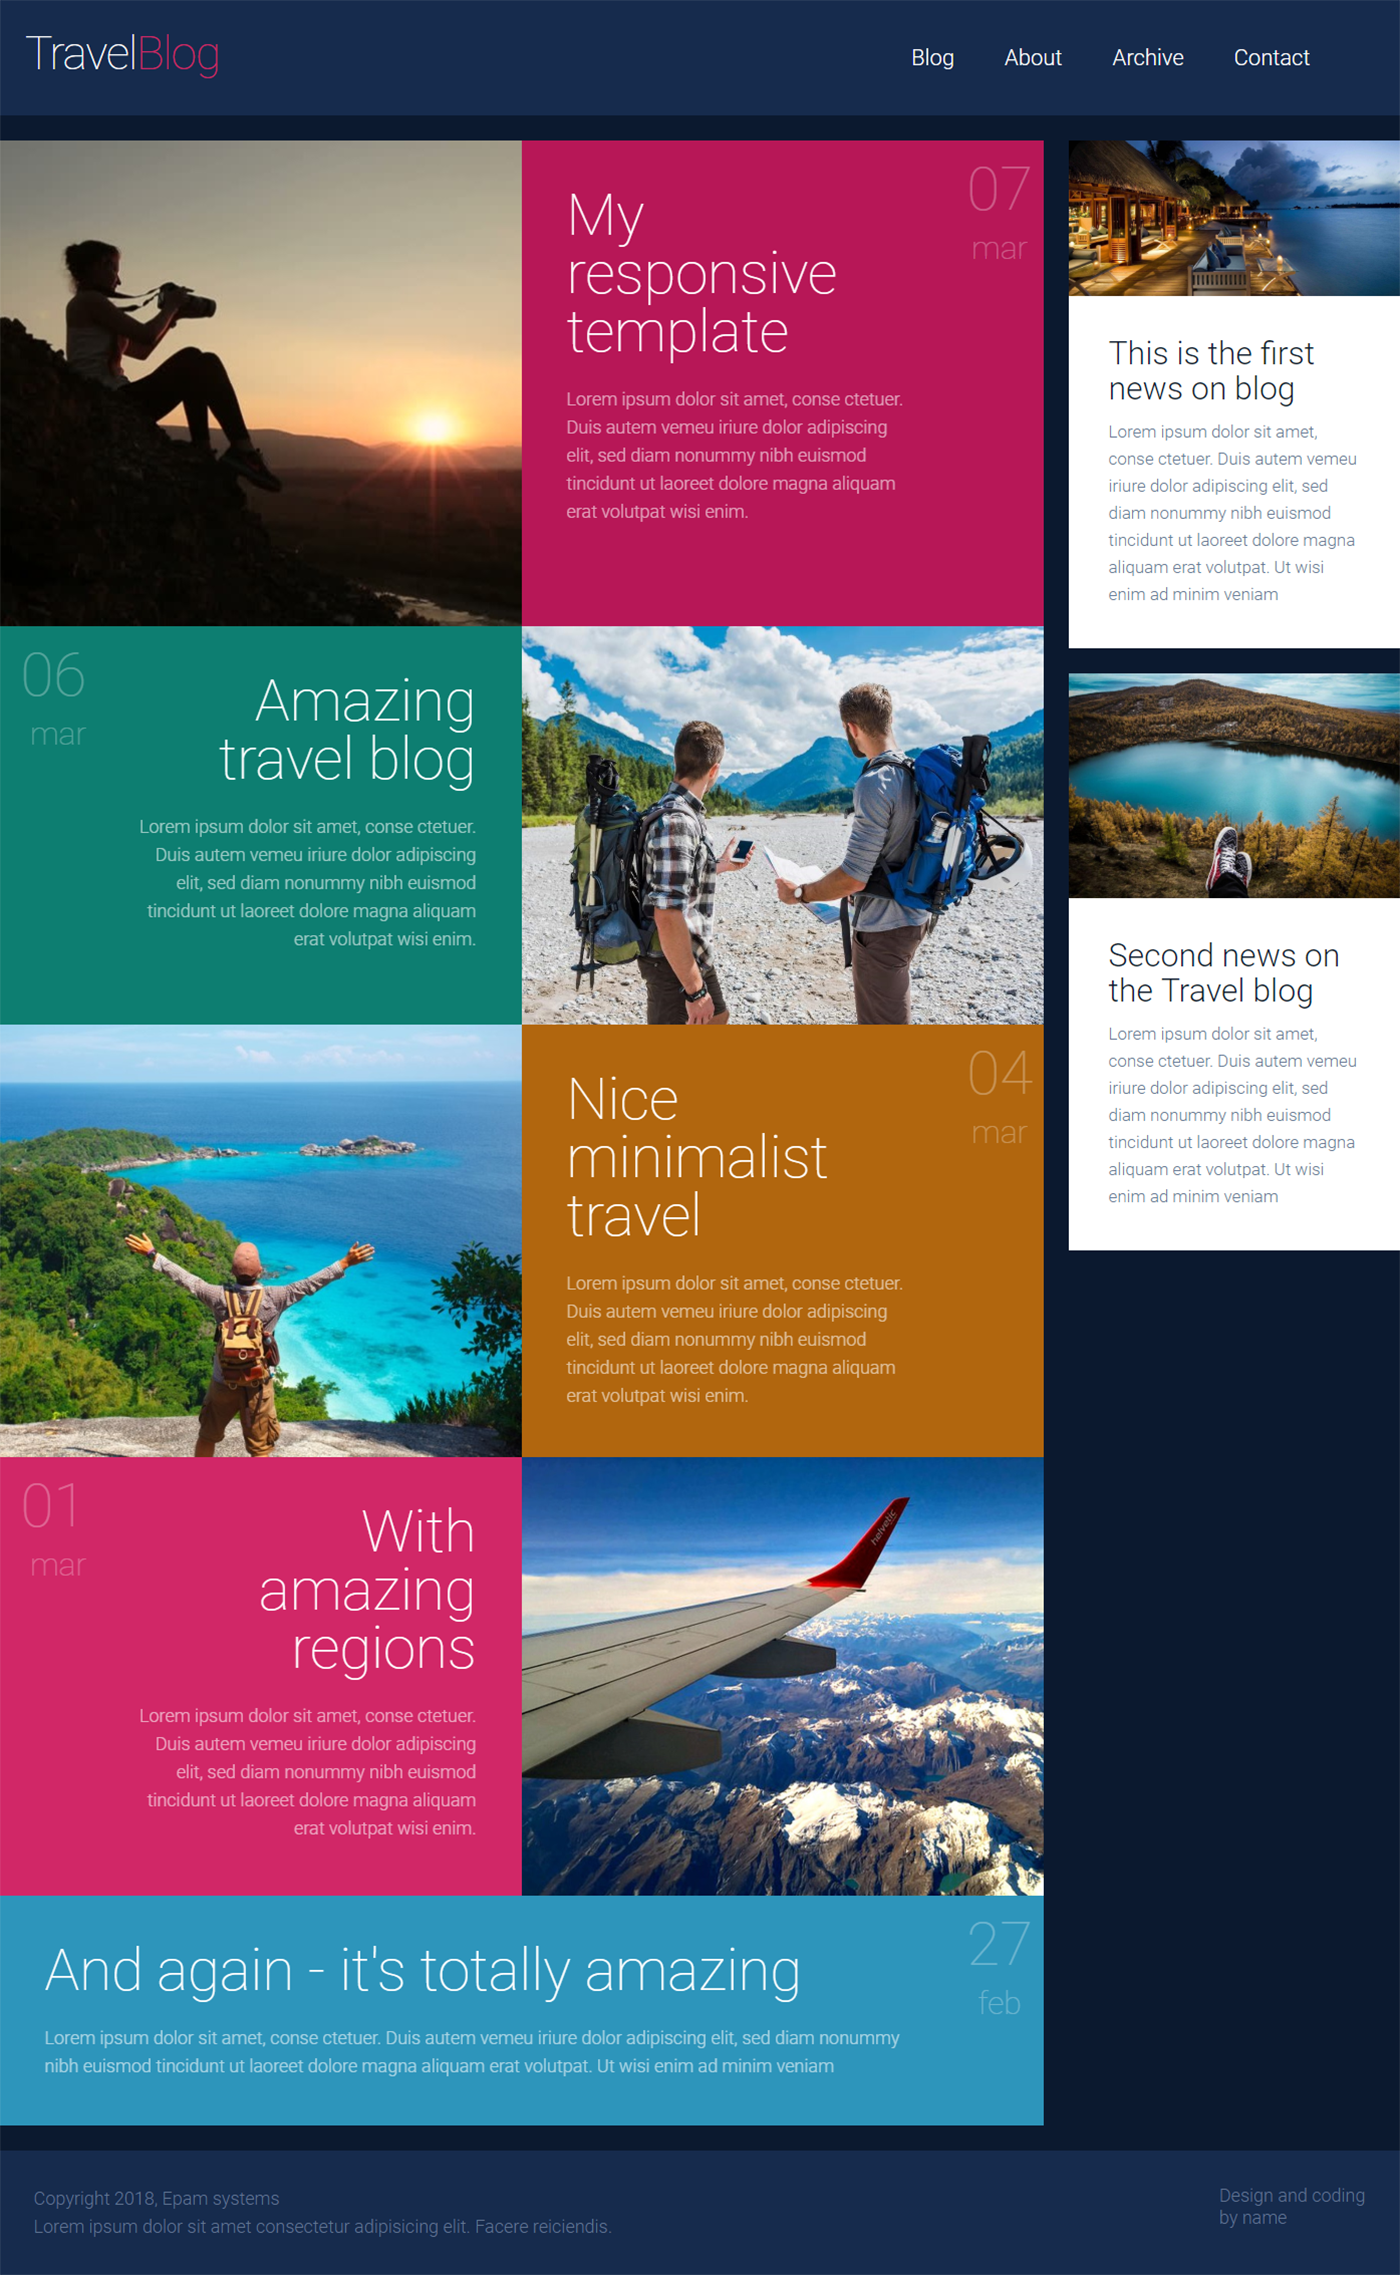 TravelBlog
Blog About Archive Contact
My
responsive
template
07
mar
Lorem ipsum dolor sit amet, conse ctetuer.
Duis autem vemeu iriure dolor adipiscing
elit, sed diam nonummy nibh euismod
tincidunt ut laoreet dolore magna aliquam
erat volutpat wisi enim.
06
mar
Amazing
travel blog
Lorem ipsum dolor sit amet, conse ctetuer.
Duis autem vemeu iriure dolor adipiscing
elit, sed diam nonummy nibh euismod
tincidunt ut laoreet dolore magna aliquam
erat volutpat wisi enim.
Nice
minimalist
travel
04
mar
Lorem ipsum dolor sit amet, conse ctetuer.
Duis autem vemeu iriure dolor adipiscing
elit, sed diam nonummy nibh euismod
tincidunt ut laoreet dolore magna aliquam
erat volutpat wisi enim.
01
mar
With
amazing
regions
Lorem ipsum dolor sit amet, conse ctetuer.
Duis autem vemeu iriure dolor adipiscing
elit, sed diam nonummy nibh euismod
tincidunt ut laoreet dolore magna aliquam
erat volutpat wisi enim.
helvetic
And again - it's totally amazing
27
feb
Lorem ipsum dolor sit amet, conse ctetuer. Duis autem vemeu iriure dolor adipiscing elit, sed diam nonummy
nibh euismod tincidunt ut laoreet dolore magna aliquam erat volutpat. Ut wisi enim ad minim veniam
This is the first
news on blog
Lorem ipsum dolor sit amet,
conse ctetuer. Duis autem vemeu
iriure dolor adipiscing elit, sed
diam nonummy nibh euismod
tincidunt ut laoreet dolore magna
aliquam erat volutpat. Ut wisi
enim ad minim veniam
Second news on
the Travel blog
Lorem ipsum dolor sit amet,
conse ctetuer. Duis autem vemeu
iriure dolor adipiscing elit, sed
diam nonummy nibh euismod
tincidunt ut laoreet dolore magna
aliquam erat volutpat. Ut wisi
enim ad minim veniam
Copyright 2018, Epam systems
Lorem ipsum dolor sit amet consectetur adipisicing elit. Facere reiciendis.
Design and coding
by name